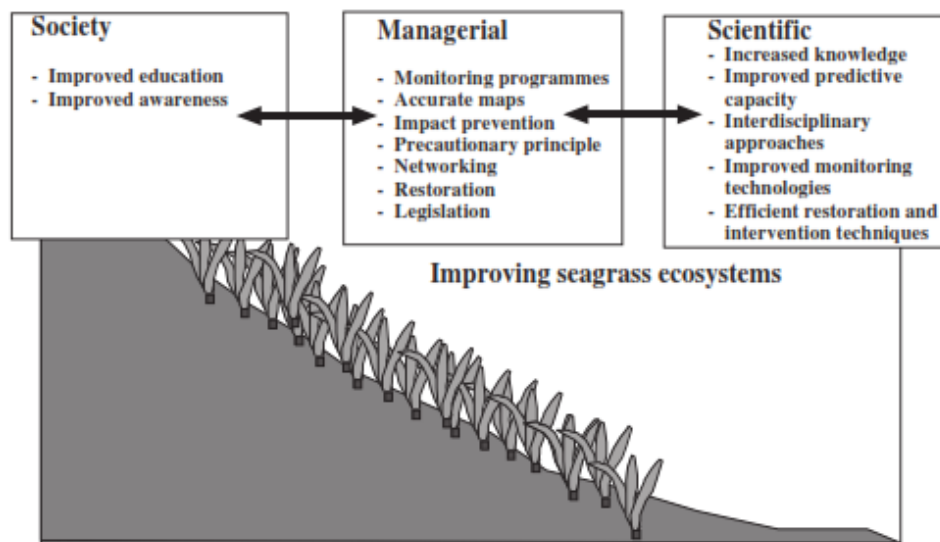 Society
- Improved education
- Improved awareness
Managerial
- Monitoring programmes
- Accurate maps
- Impact prevention
- Precautionary principle
- Networking
- Restoration
- Legislation
Scientific
- Increased knowledge
- Improved predictive
capacity
- Interdisciplinary
approaches
- Improved monitoring
technologies
- Efficient restoration and
intervention techniques
Improving seagrass ecosystems